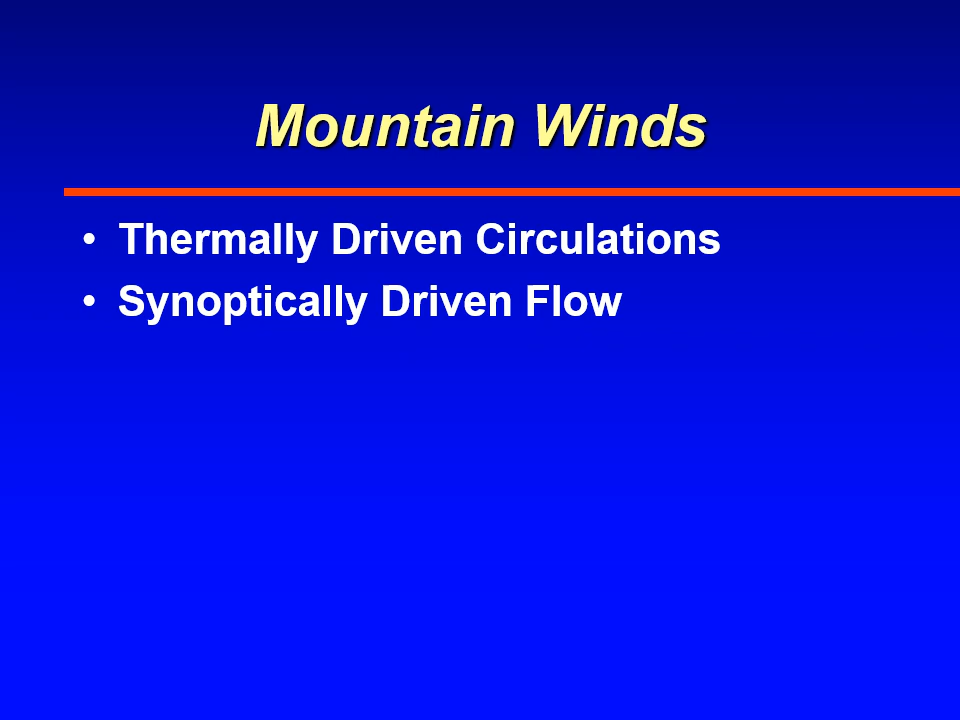 Mountain Winds
• Thermally Driven Circulations
• Synoptically Driven Flow